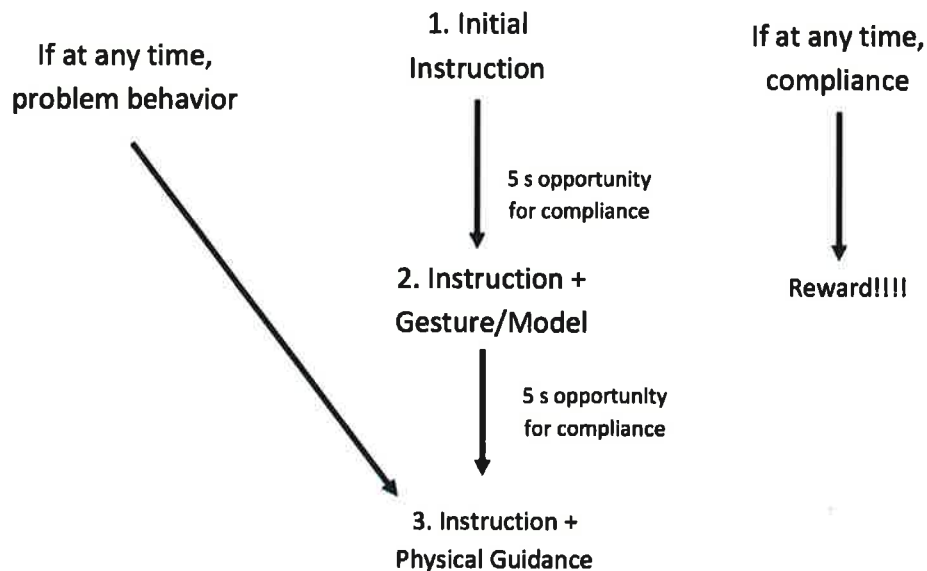 If at any time,
problem behavior
1. Initial
Instruction
If at any time,
compliance
5 s opportunity
for compliance
2. Instruction +
Gesture/Model
Reward!!!!
5 s opportunity
for compliance
3. Instruction +
Physical Guidance